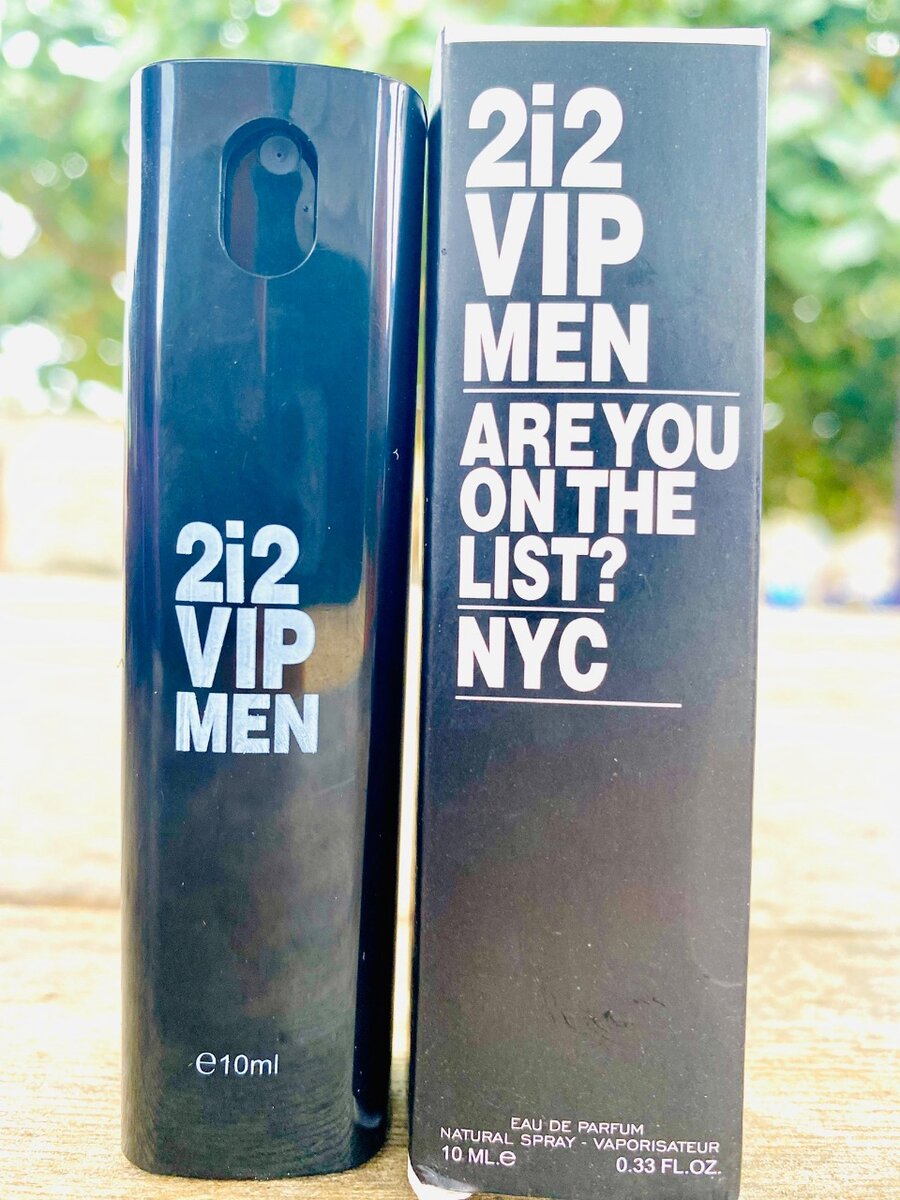 2i2
VIP
MEN
℮10ml
2i2
VIP
MEN
ARE YOU
ON THE
LIST?
NYC
EAU DE PARFUM
NATURAL SPRAY - VAPORISATEUR
10 ML.℮
0.33 FL.OZ.